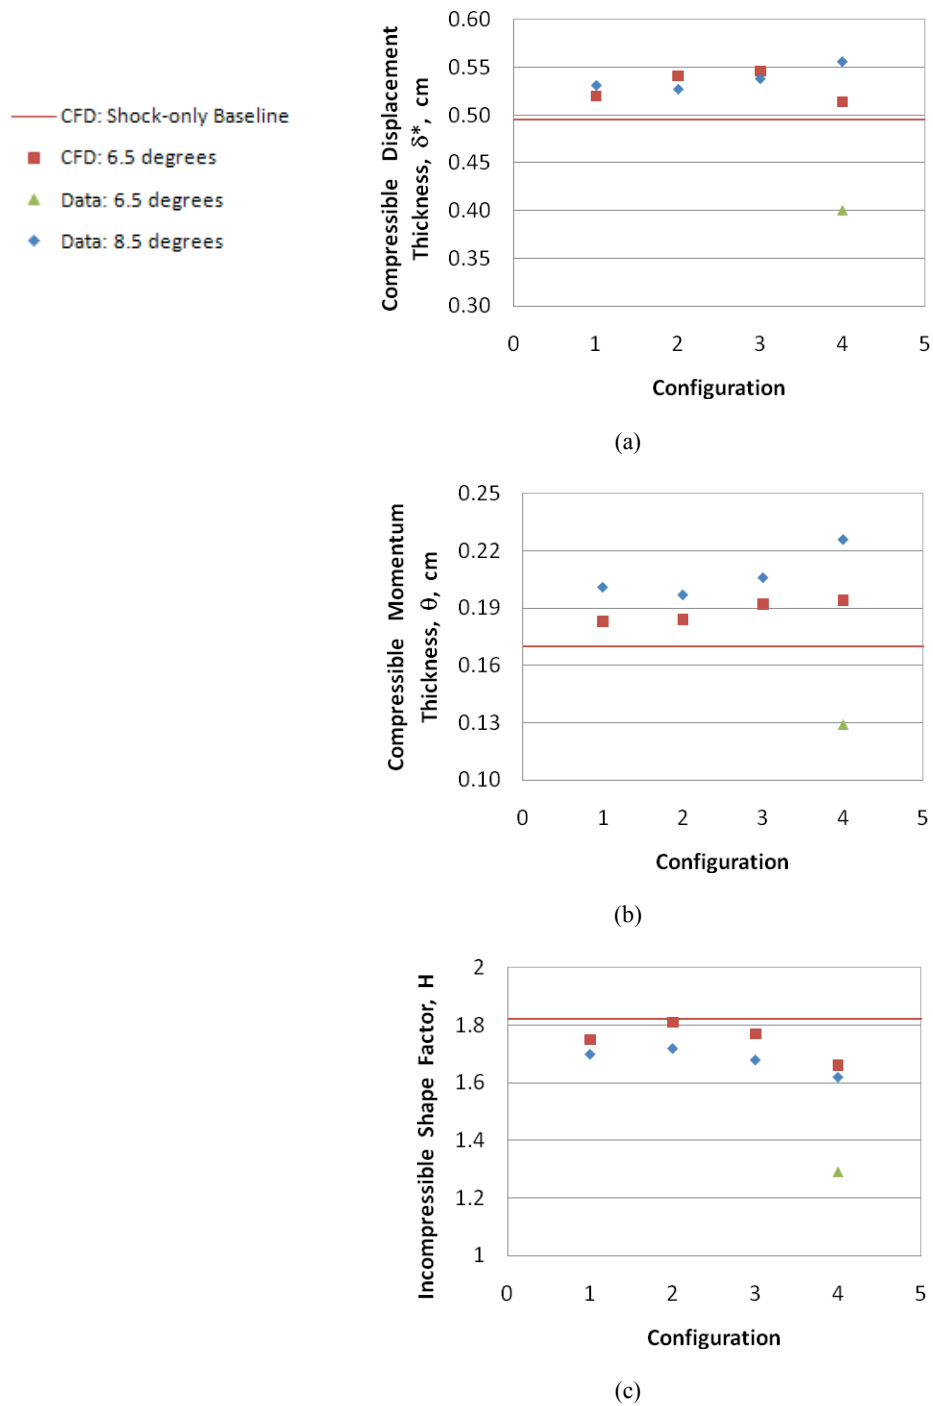 CFD: Shock-only Baseline
CFD: 6.5 degrees
Data: 6.5 degrees
Data: 8.5 degrees
Compressible Displacement
Thickness, δ*, cm
0.60
0.55
0.50
0.45
0.40
0.35
0.30
0 1 2 3 4 5
Configuration
(a)
Compressible Momentum
Thickness, θ, cm
0.25
0.22
0.19
0.16
0.13
0.10
0 1 2 3 4 5
Configuration
(b)
Incompressible Shape Factor, H
2
1.8
1.6
1.4
1.2
1
0 1 2 3 4 5
Configuration
(c)